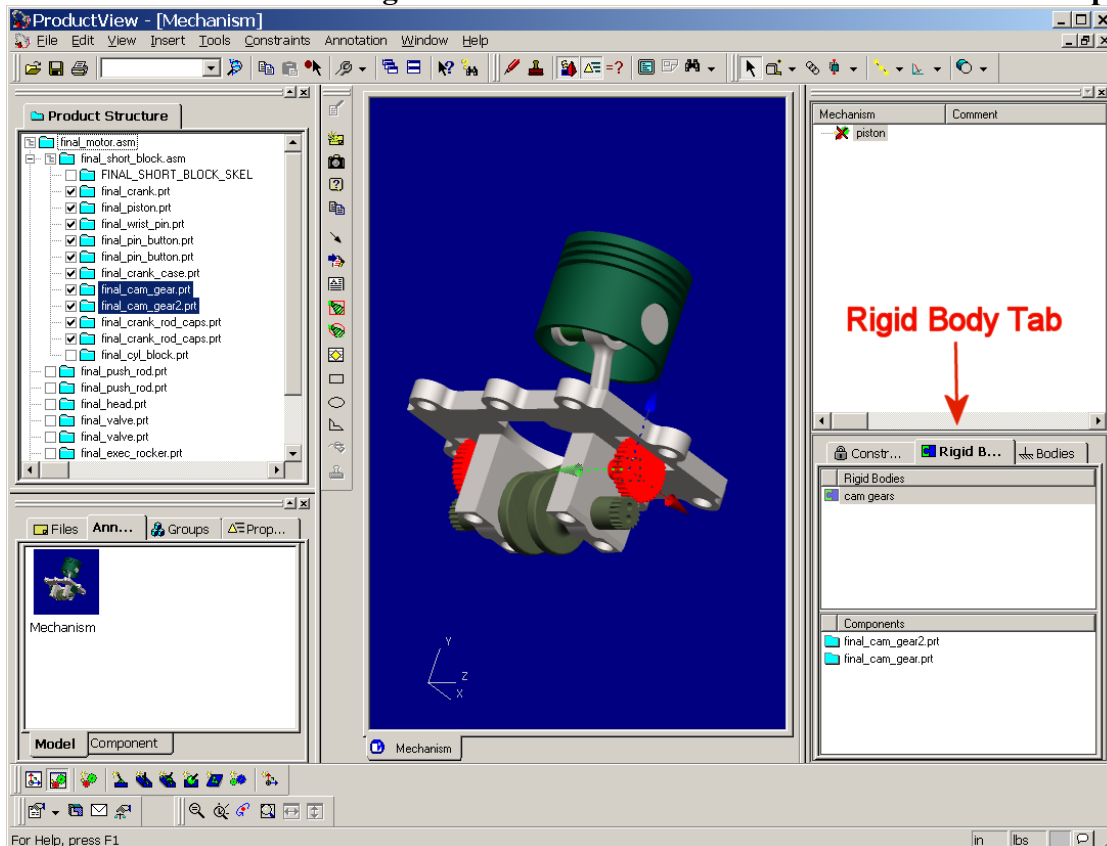 ProductView - [Mechanism]
File Edit View Insert Tools Constraints Annotation Window Help
Product Structure
final_motor.asm
final_short_block.asm
FINAL_SHORT_BLOCK_SKEL
final_crank.prt
final_piston.prt
final_wrist_pin.prt
final_pin_button.prt
final_pin_button.prt
final_crank_case.prt
final_cam_gear.prt
final_cam_gear2.prt
final_crank_rod_caps.prt
final_crank_rod_caps.prt
final_cyl_block.prt
final_push_rod.prt
final_push_rod.prt
final_head.prt
final_valve.prt
final_valve.prt
final_exec_rocker.prt
Files Ann... Groups Prop...
Mechanism
Model Component
Y
Z
X
Mechanism
Mechanism Comment
piston
Rigid Body Tab
Constr... Rigid B... Bodies
Rigid Bodies
cam gears
Components
final_cam_gear2.prt
final_cam_gear.prt
For Help, press F1
in lbs